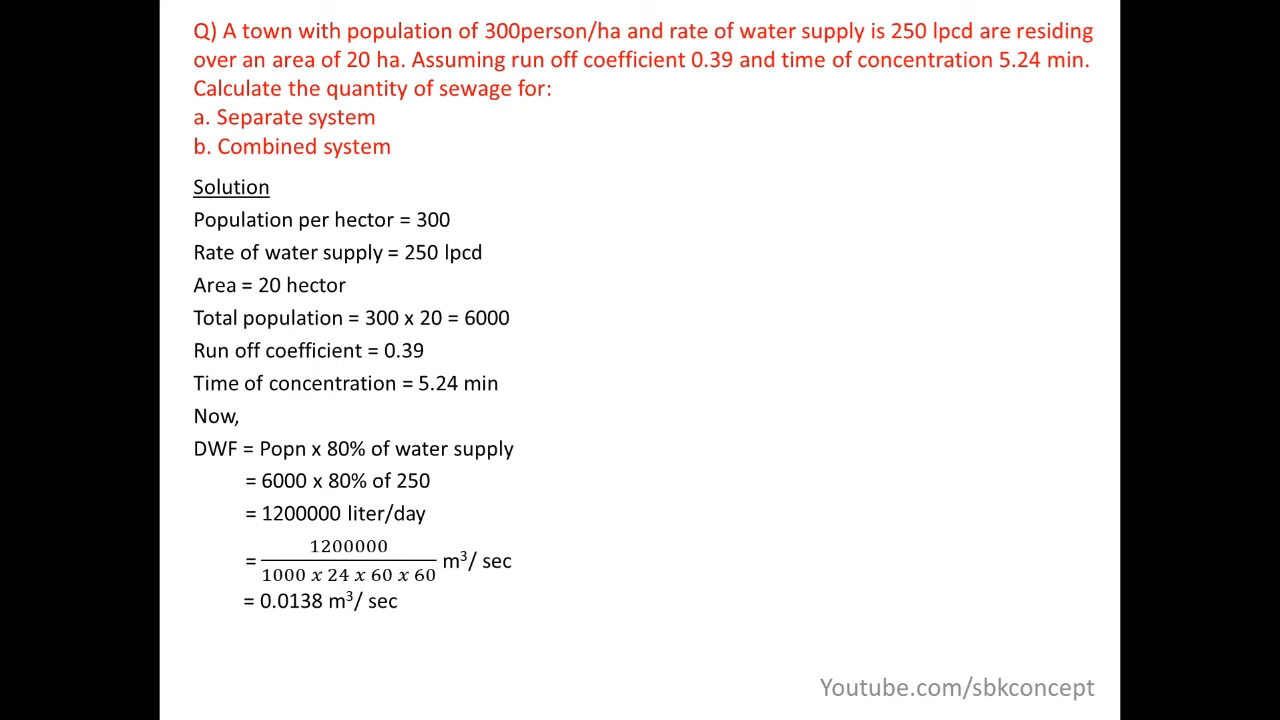 Q) A town with population of 300person/ha and rate of water supply is 250 lpcd are residing
over an area of 20 ha. Assuming run off coefficient 0.39 and time of concentration 5.24 min.
Calculate the quantity of sewage for:
a. Separate system
b. Combined system
Solution
Population per hector = 300
Rate of water supply = 250 lpcd
Area = 20 hector
Total population = 300 x 20 = 6000
Run off coefficient = 0.39
Time of concentration = 5.24 min
Now,
DWF = Popn x 80% of water supply
= 6000 x 80% of 250
= 1200000 liter/day
= 1200000 / 1000 x 24 x 60 x 60 m³/ sec
= 0.0138 m³/ sec
Youtube.com/sbkconcept